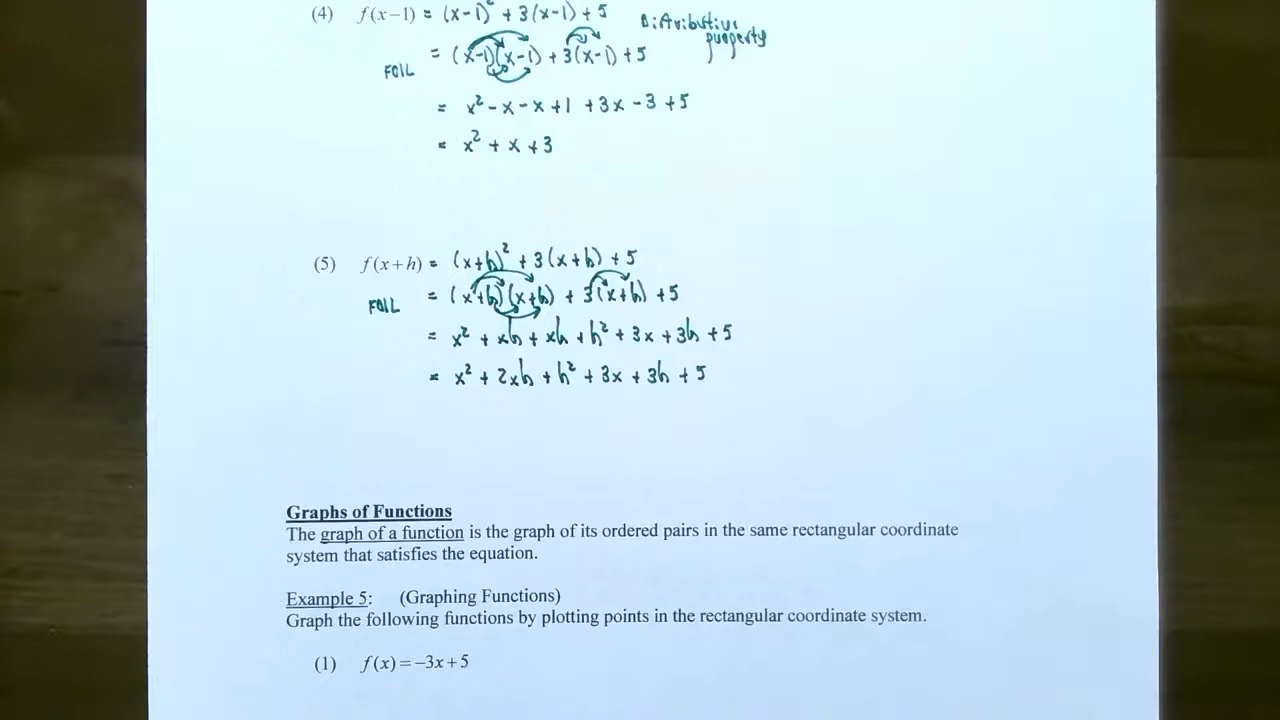 (4) f(x−1) = (x-1)² + 3(x-1) + 5 Distributive
property
= (x-1)(x-1) + 3(x-1) + 5
FOIL
= x² - x - x + 1 + 3x - 3 + 5
= x² + x + 3
(5) f(x+h) = (x+h)² + 3(x+h) + 5
FOIL = (x+h)(x+h) + 3(x+h) + 5
= x² + xh + xh + h² + 3x + 3h + 5
= x² + 2xh + h² + 3x + 3h + 5
Graphs of Functions
The graph of a function is the graph of its ordered pairs in the same rectangular coordinate
system that satisfies the equation.
Example 5: (Graphing Functions)
Graph the following functions by plotting points in the rectangular coordinate system.
(1) f(x) = −3x + 5